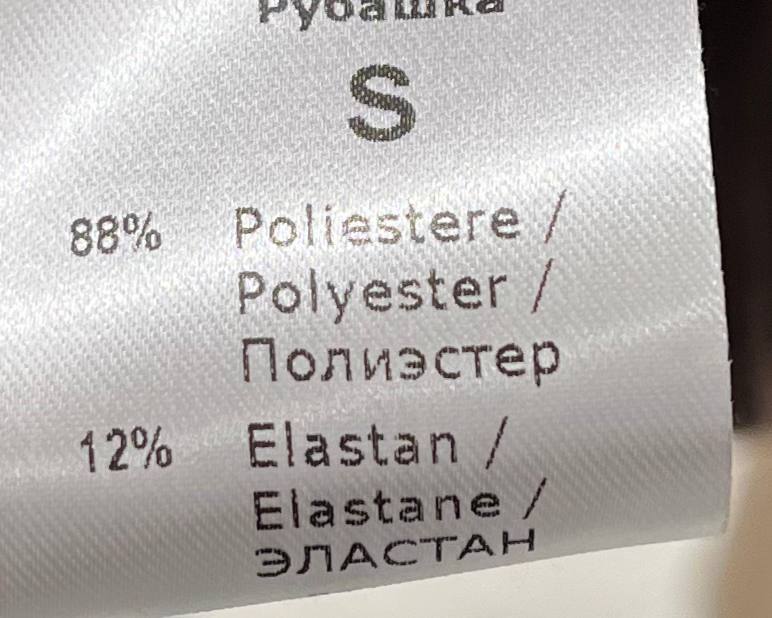 Рубашка
S
88% Poliestere /
Polyester /
Полиэстер
12% Elastan /
Elastane /
ЭЛАСТАН